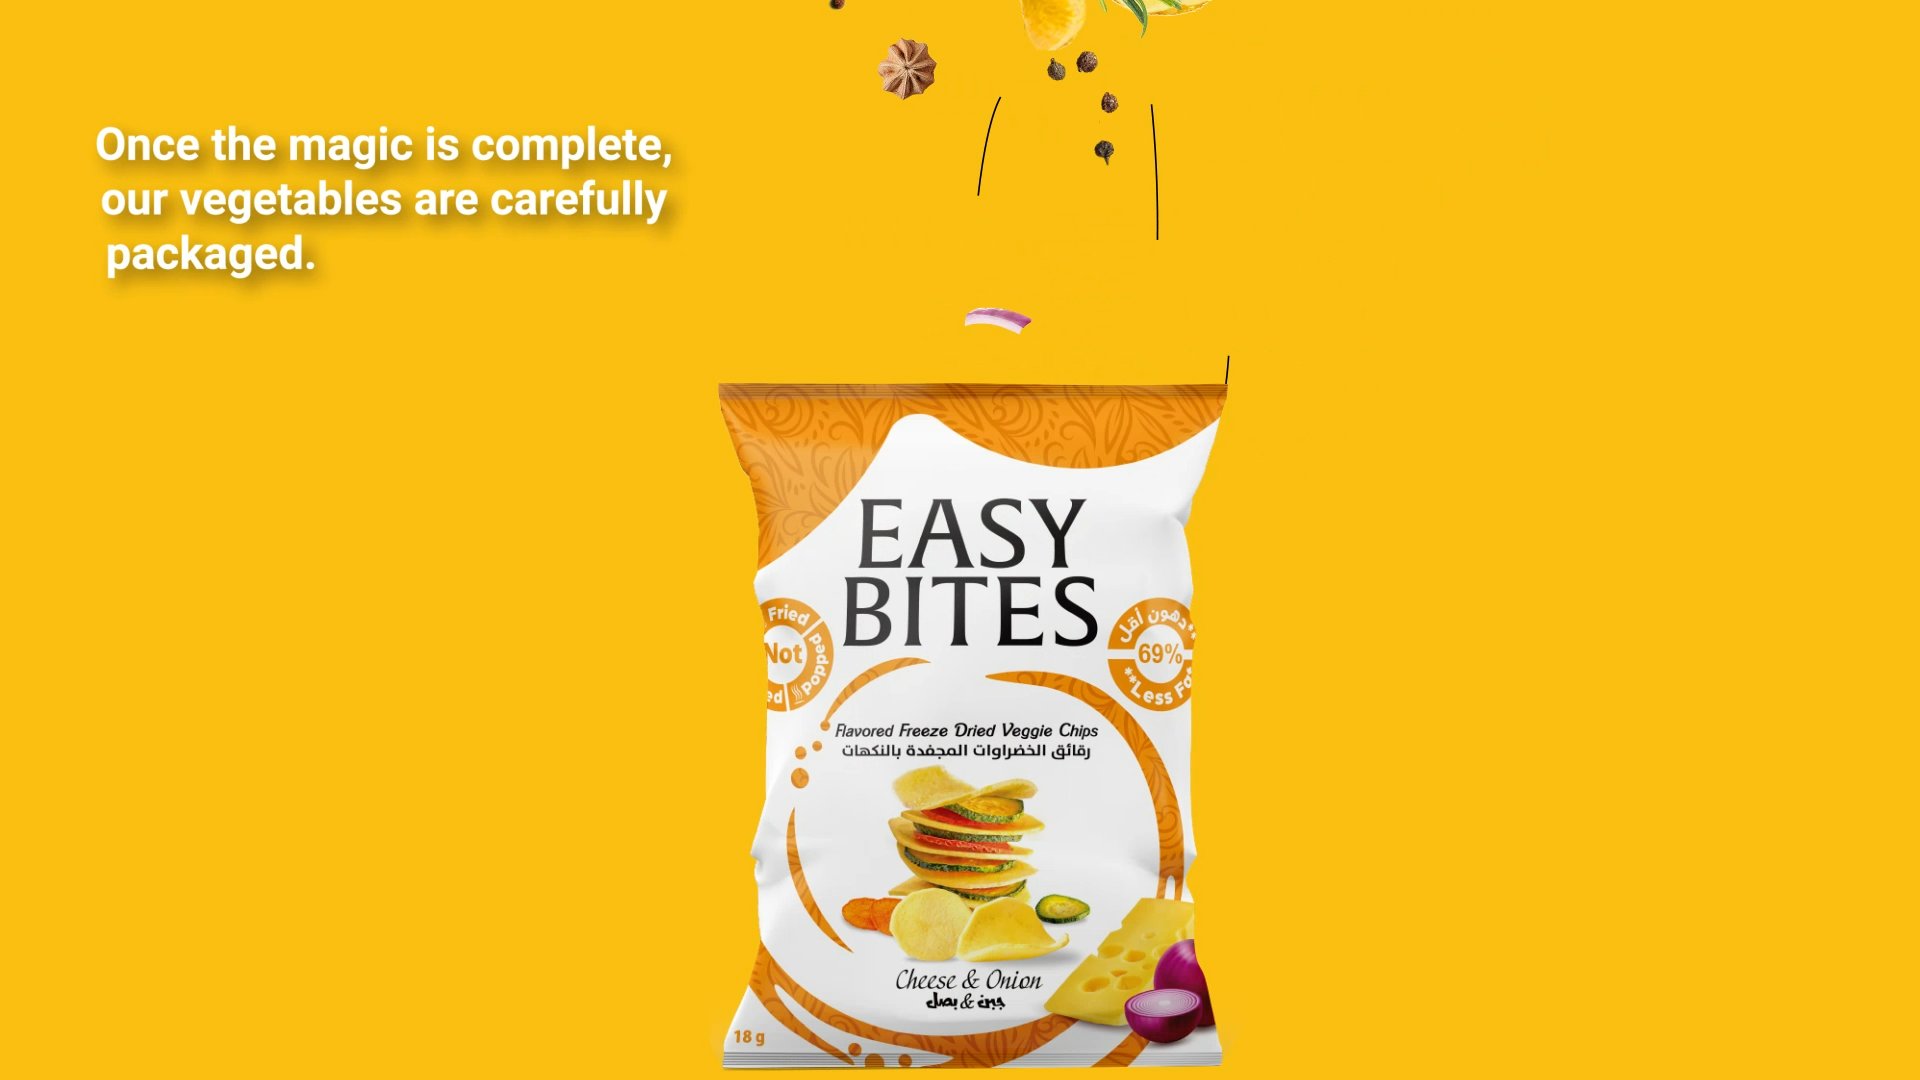 Once the magic is complete,
our vegetables are carefully
packaged.
EASY
BITES
Fried
Not
Popped
دهون أقل**
69%
**Less Fa
Flavored Freeze Dried Veggie Chips
رقائق الخضراوات المجفدة بالنكهات
Cheese & Onion
جبن & بصل
18 g